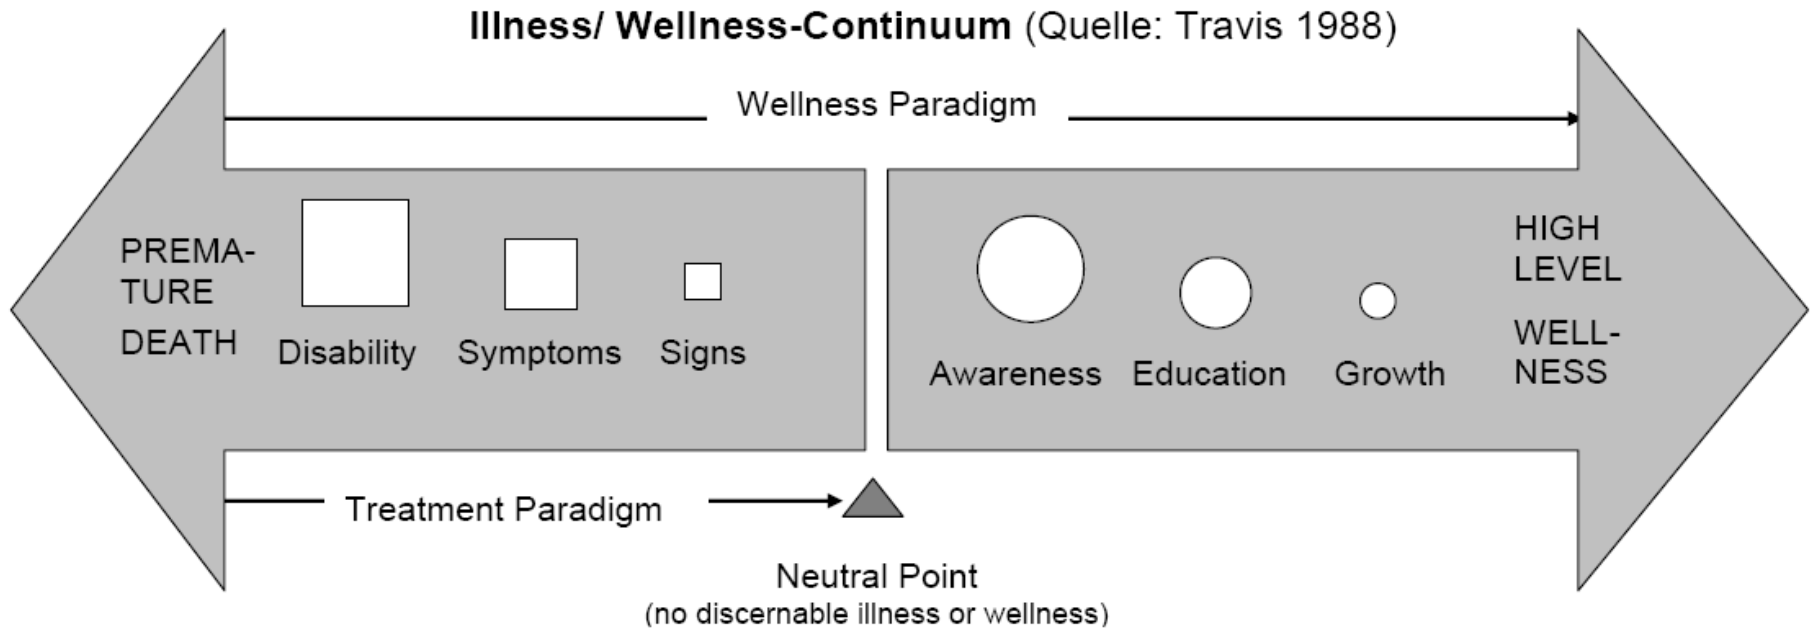 Illness/ Wellness-Continuum (Quelle: Travis 1988)
Wellness Paradigm
PREMA-
TURE
DEATH
Disability
Symptoms
Signs
Awareness
Education
Growth
HIGH
LEVEL
WELL-
NESS
Treatment Paradigm
Neutral Point
(no discernable illness or wellness)